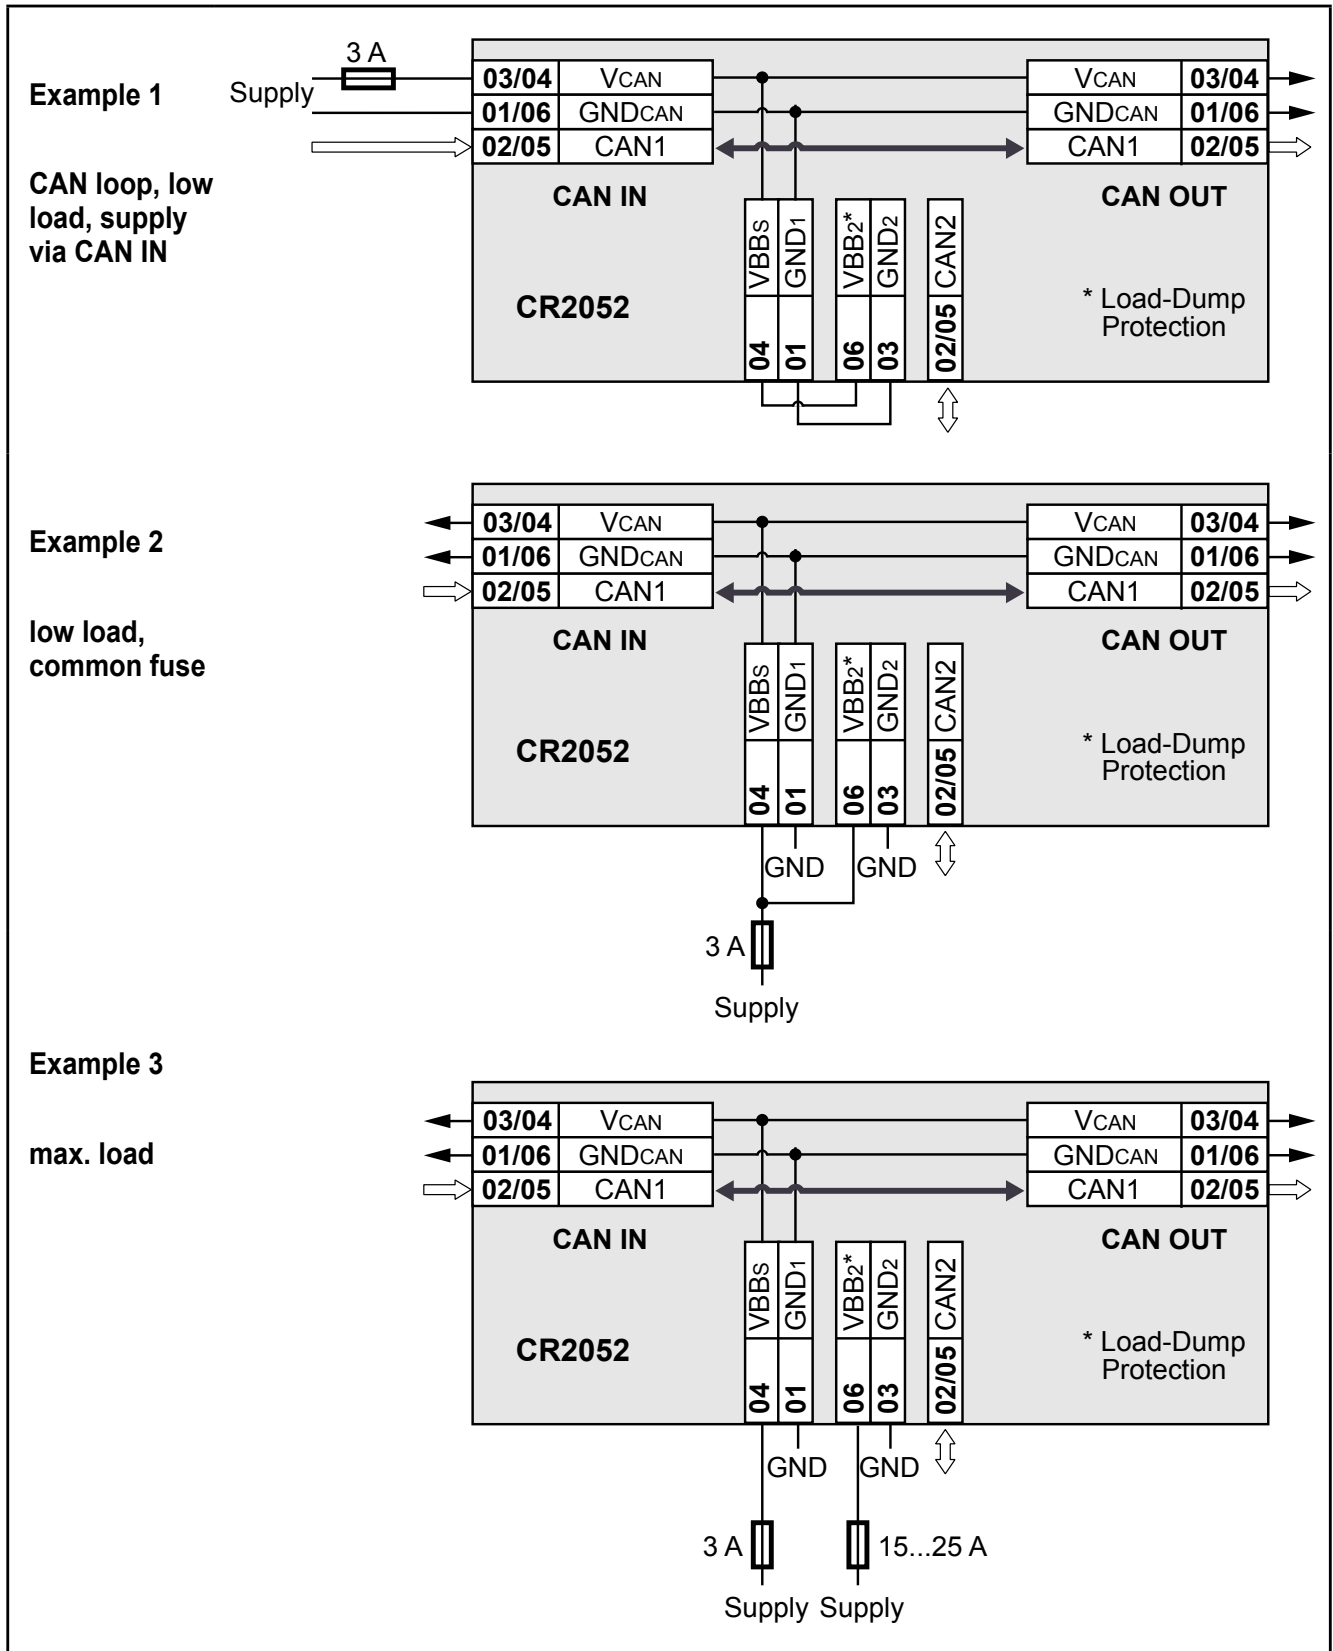 Example 1
CAN loop, low
load, supply
via CAN IN
3 A
Supply
03/04 VCAN
01/06 GNDCAN
02/05 CAN1
CAN IN
VCAN 03/04
GNDCAN 01/06
CAN1 02/05
CAN OUT
04 VBBS
01 GND1
06 VBB2*
03 GND2
02/05 CAN2
CR2052
* Load-Dump
Protection
Example 2
low load,
common fuse
03/04 VCAN
01/06 GNDCAN
02/05 CAN1
CAN IN
VCAN 03/04
GNDCAN 01/06
CAN1 02/05
CAN OUT
04 VBBS
01 GND1
06 VBB2*
03 GND2
02/05 CAN2
CR2052
* Load-Dump
Protection
GND GND
3 A
Supply
Example 3
max. load
03/04 VCAN
01/06 GNDCAN
02/05 CAN1
CAN IN
VCAN 03/04
GNDCAN 01/06
CAN1 02/05
CAN OUT
04 VBBS
01 GND1
06 VBB2*
03 GND2
02/05 CAN2
CR2052
* Load-Dump
Protection
GND GND
3 A 15...25 A
Supply Supply